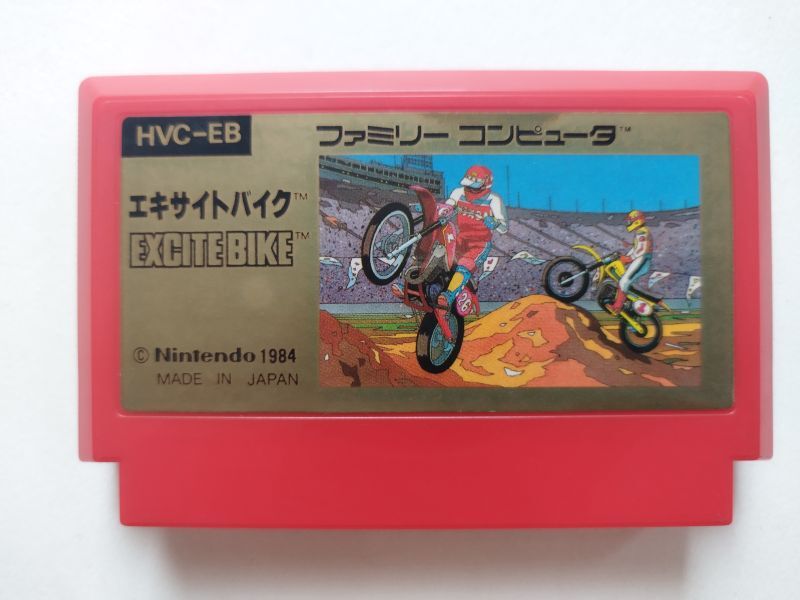 HVC-EB
ファミリー コンピュータ™
エキサイトバイク™
EXCITE BIKE™
© Nintendo 1984
MADE IN JAPAN
26